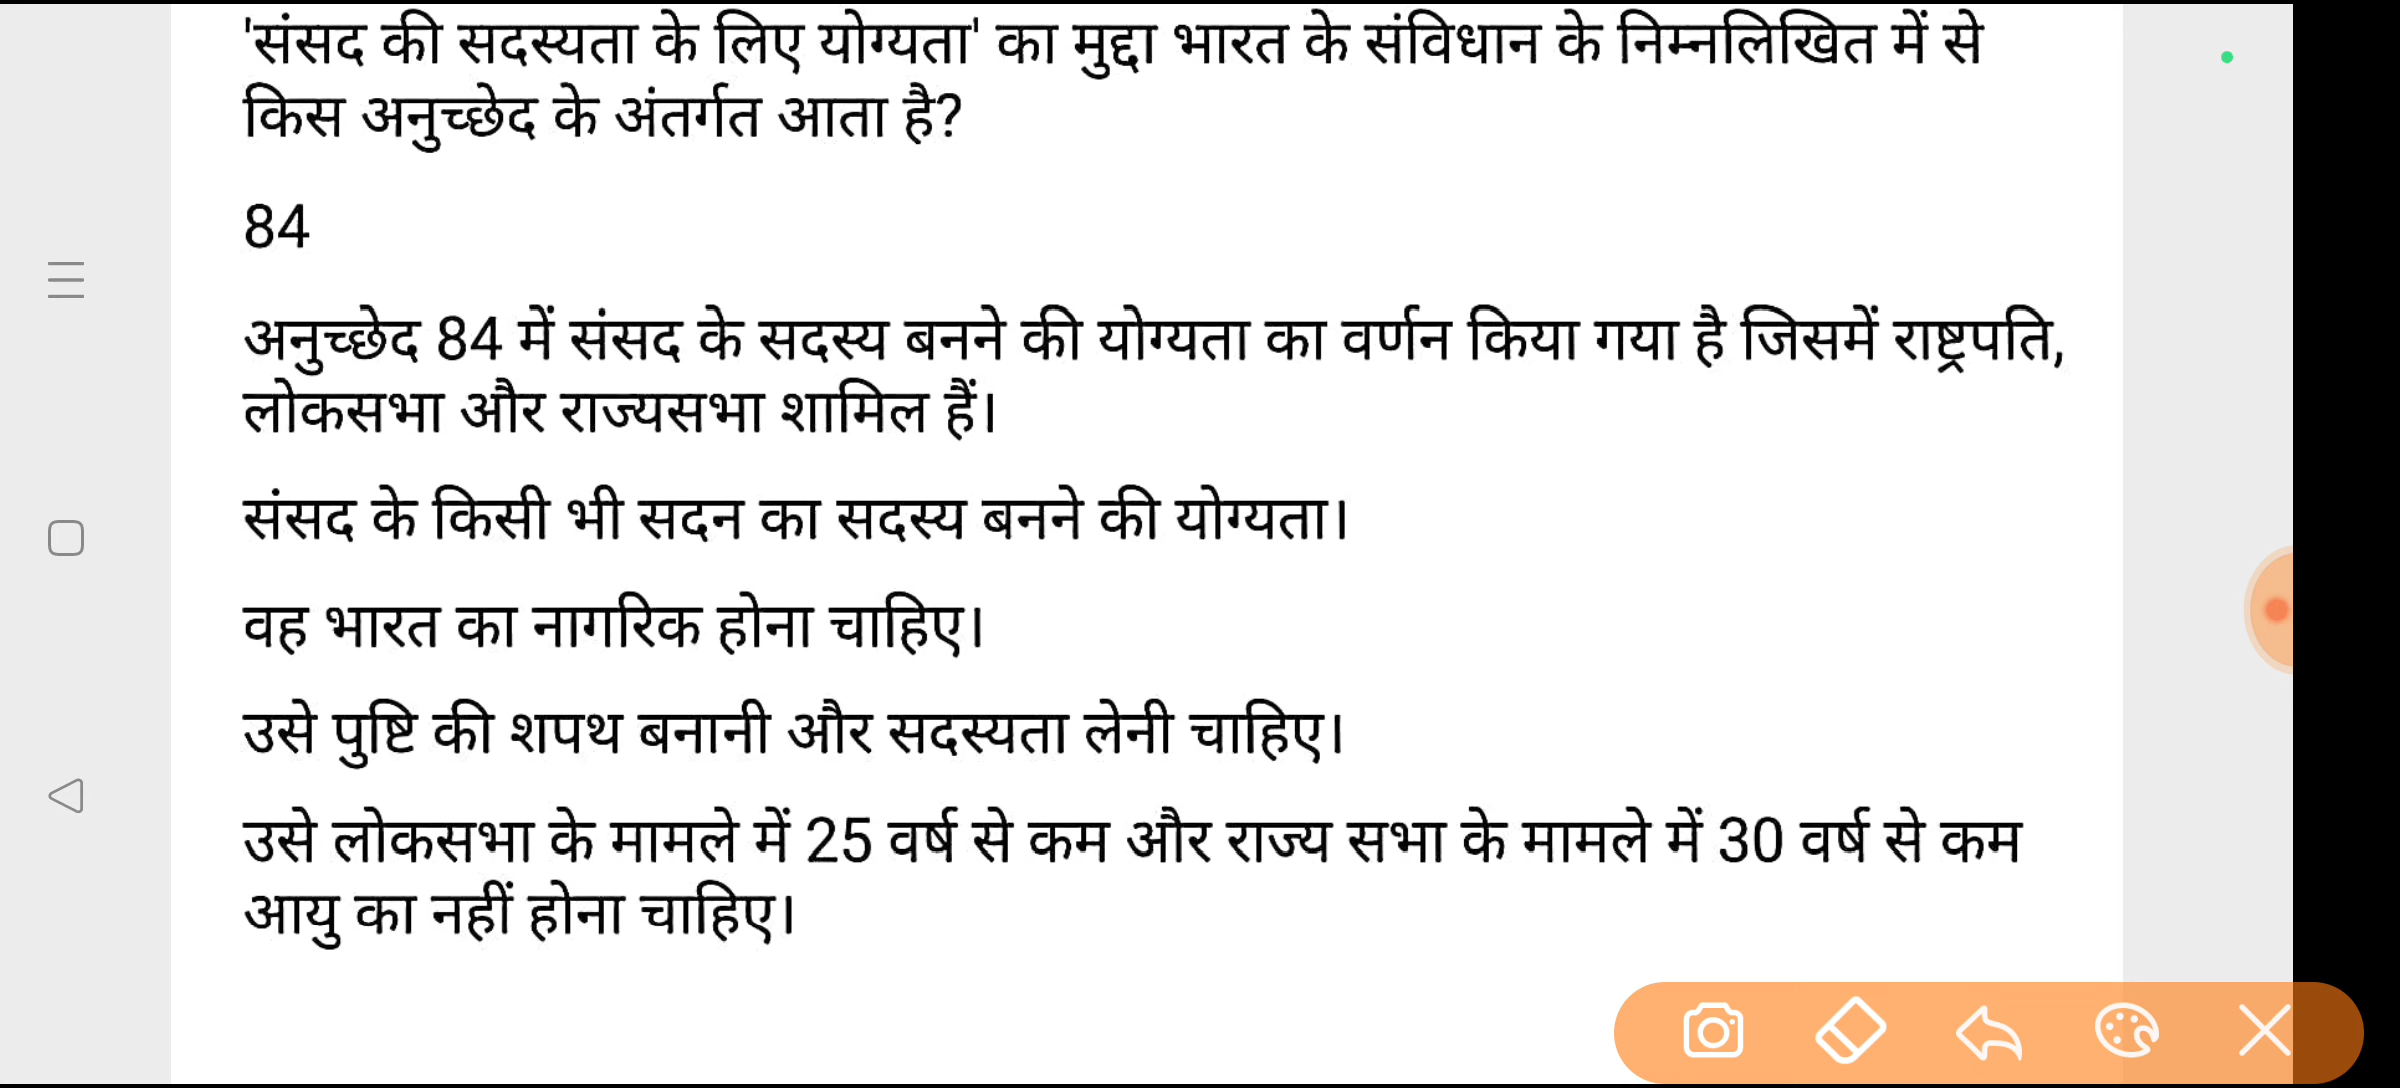 'संसद की सदस्यता के लिए योग्यता' का मुद्दा भारत के संविधान के निम्नलिखित में से
किस अनुच्छेद के अंतर्गत आता है?
84
अनुच्छेद 84 में संसद के सदस्य बनने की योग्यता का वर्णन किया गया है जिसमें राष्ट्रपति,
लोकसभा और राज्यसभा शामिल हैं।
संसद के किसी भी सदन का सदस्य बनने की योग्यता।
वह भारत का नागरिक होना चाहिए।
उसे पुष्टि की शपथ बनानी और सदस्यता लेनी चाहिए।
उसे लोकसभा के मामले में 25 वर्ष से कम और राज्य सभा के मामले में 30 वर्ष से कम
आयु का नहीं होना चाहिए।